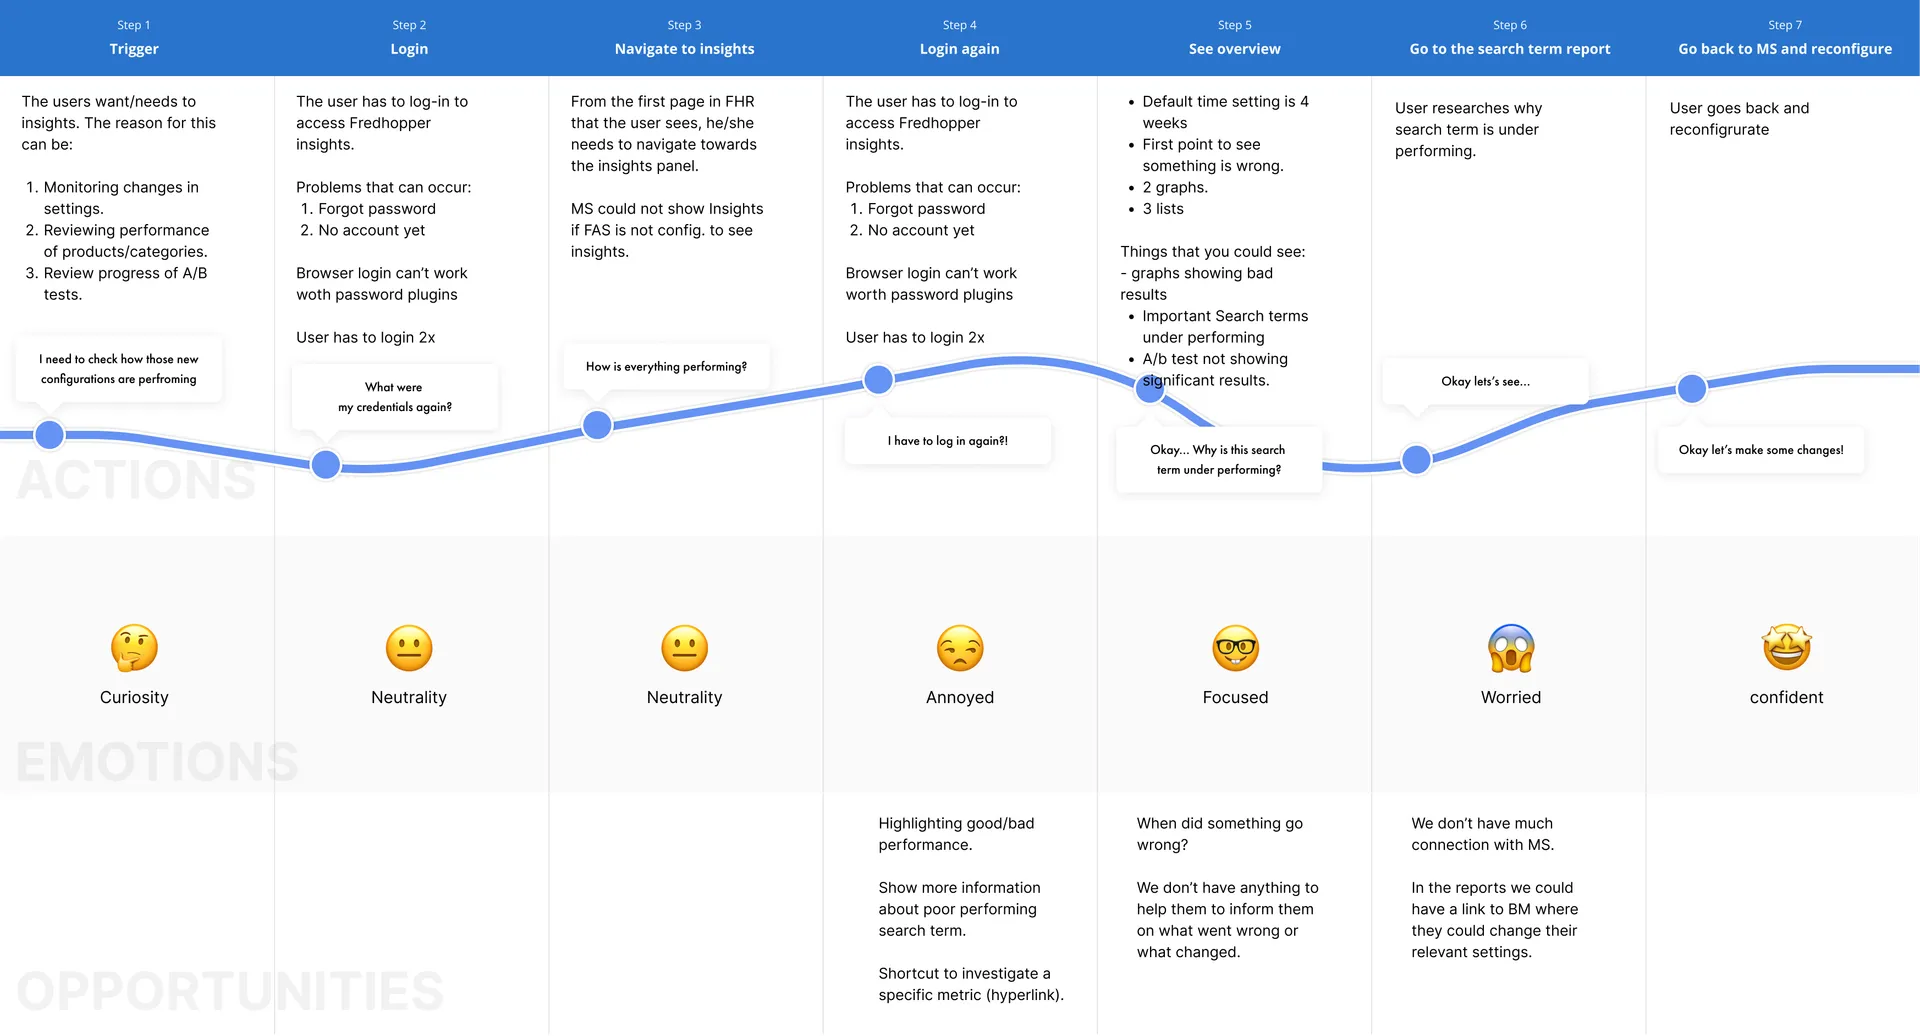 Step 1
Trigger
Step 2
Login
Step 3
Navigate to insights
Step 4
Login again
Step 5
See overview
Step 6
Go to the search term report
Step 7
Go back to MS and reconfigure
The users want/needs to
insights. The reason for this
can be:
1. Monitoring changes in
settings.
2. Reviewing performance
of products/categories.
3. Review progress of A/B
tests.
I need to check how those new
configurations are perfroming
The user has to log-in to
access Fredhopper
insights.
Problems that can occur:
1. Forgot password
2. No account yet
Browser login can’t work
woth password plugins
User has to login 2x
What were
my credentials again?
From the first page in FHR
that the user sees, he/she
needs to navigate towards
the insights panel.
MS could not show Insights
if FAS is not config. to see
insights.
How is everything performing?
The user has to log-in to
access Fredhopper
insights.
Problems that can occur:
1. Forgot password
2. No account yet
Browser login can’t work
worth password plugins
User has to login 2x
I have to log in again?!
• Default time setting is 4
weeks
• First point to see
something is wrong.
• 2 graphs.
• 3 lists
Things that you could see:
- graphs showing bad
results
• Important Search terms
under performing
• A/b test not showing
significant results.
Okay... Why is this search
term under performing?
User researches why
search term is under
performing.
Okay lets’s see...
User goes back and
reconfigrurate
Okay let’s make some changes!
ACTIONS
Curiosity
Neutrality
Neutrality
Annoyed
Focused
Worried
confident
EMOTIONS
Highlighting good/bad
performance.
Show more information
about poor performing
search term.
Shortcut to investigate a
specific metric (hyperlink).
When did something go
wrong?
We don’t have anything to
help them to inform them
on what went wrong or
what changed.
We don’t have much
connection with MS.
In the reports we could
have a link to BM where
they could change their
relevant settings.
OPPORTUNITIES